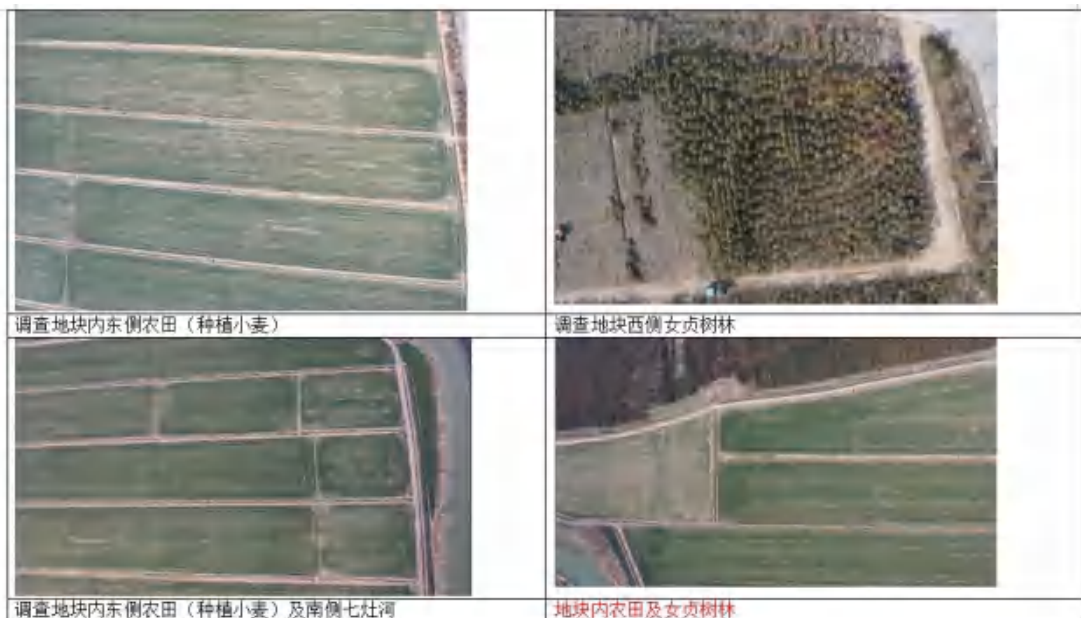 调查地块内东侧农田（种植小麦）
调查地块西侧女贞树林
调查地块内东侧农田（种植小麦）及南侧七灶河
地块内农田及女贞树林